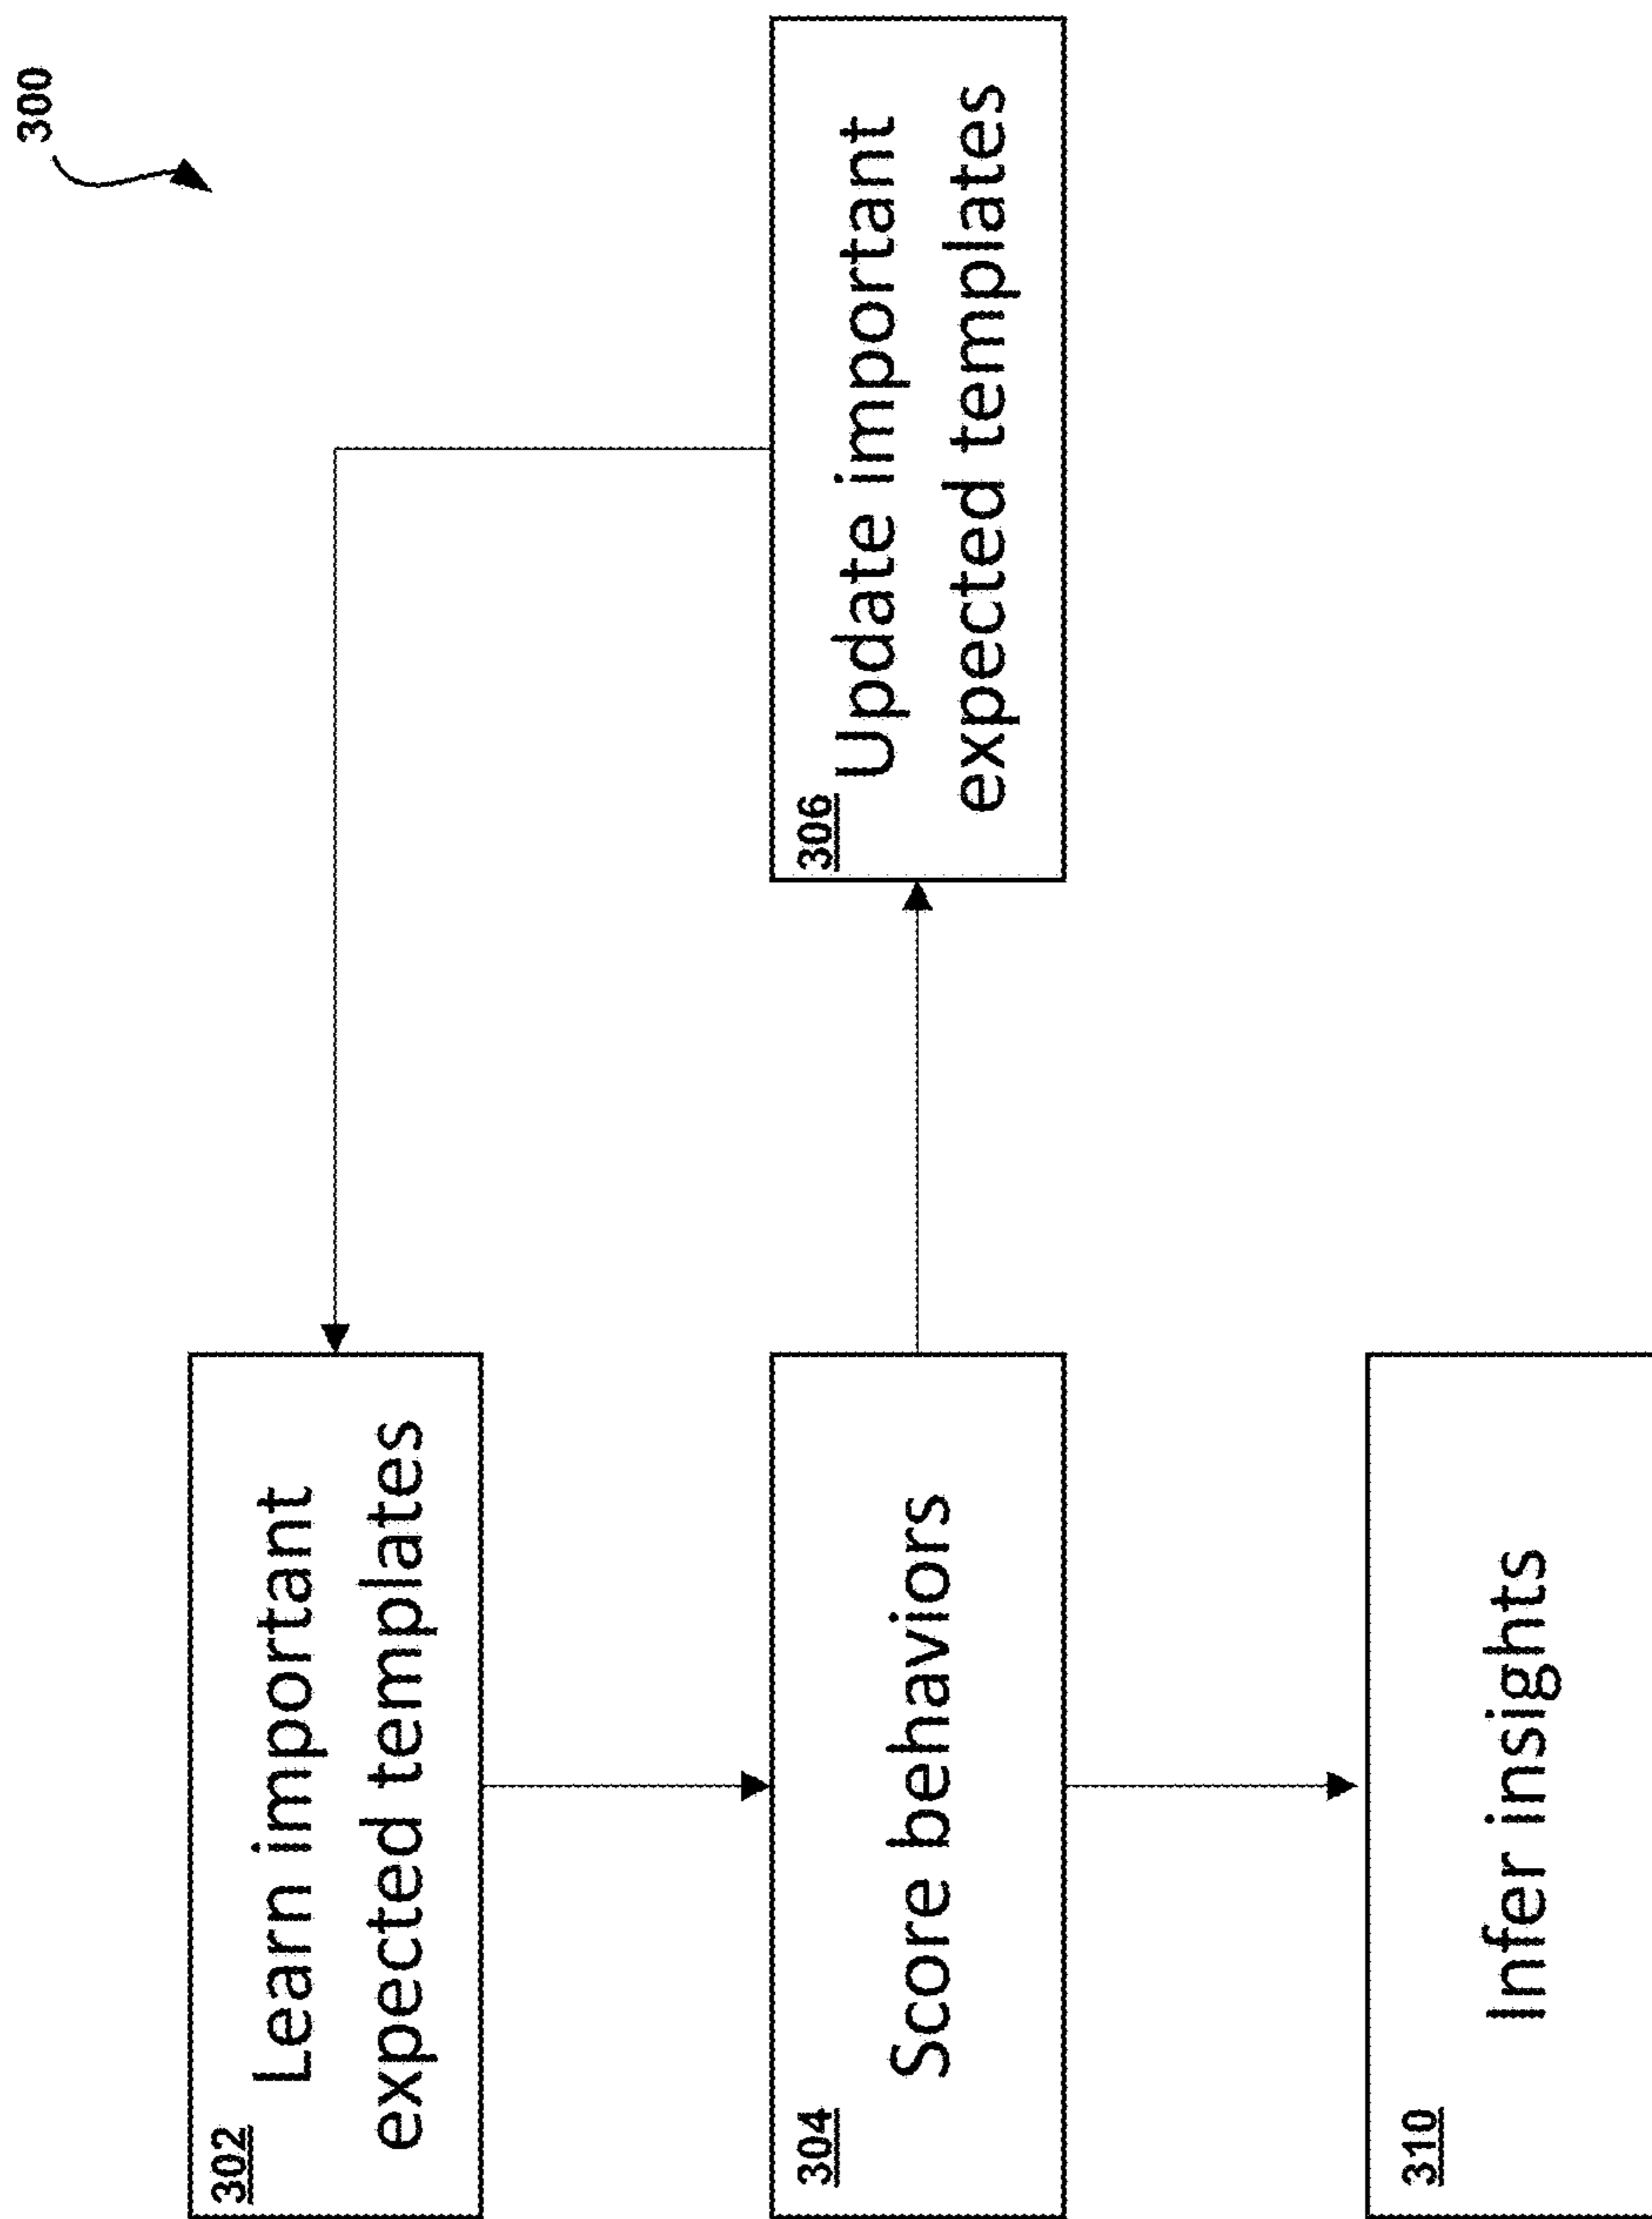 300
302
Learn important
expected templates
304
Score behaviors
306
Update important
expected templates
310
Infer insights